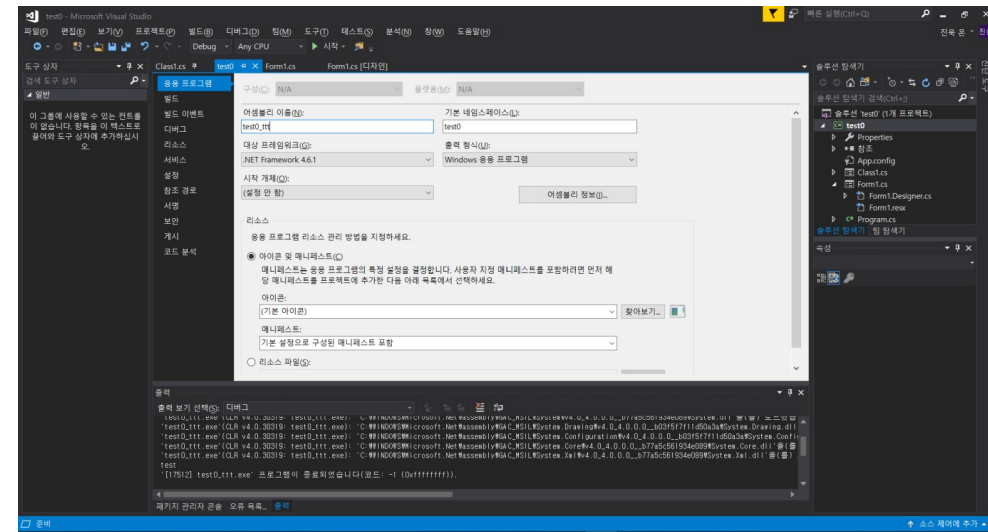 test0 - Microsoft Visual Studio
빠른 실행(Ctrl+Q)
파일(F) 편집(E) 보기(V) 프로젝트(P) 빌드(B) 디버그(D) 팀(M) 도구(T) 테스트(S) 분석(N) 창(W) 도움말(H)
진욱 온
Debug Any CPU 시작
도구 상자
검색 도구 상자
일반
이 그룹에 사용할 수 있는 컨트롤
이 없습니다. 항목을 이 텍스트로
끌어와 도구 상자에 추가하십시
오.
Class1.cs test0 Form1.cs Form1.cs [디자인]
응용 프로그램
빌드
빌드 이벤트
디버그
리소스
서비스
설정
참조 경로
서명
보안
게시
코드 분석
구성(C): N/A 플랫폼(M): N/A
어셈블리 이름(N): 기본 네임스페이스(L):
test0_ttt test0
대상 프레임워크(G): 출력 형식(U):
.NET Framework 4.6.1 Windows 응용 프로그램
시작 개체(O):
(설정 안 함) 어셈블리 정보(I)...
리소스
응용 프로그램 리소스 관리 방법을 지정하세요.
아이콘 및 매니페스트(C)
매니페스트는 응용 프로그램의 특정 설정을 결정합니다. 사용자 지정 매니페스트를 포함하려면 먼저 해
당 매니페스트를 프로젝트에 추가한 다음 아래 목록에서 선택하세요.
아이콘:
(기본 아이콘) 찾아보기...
매니페스트:
기본 설정으로 구성된 매니페스트 포함
리소스 파일(S):
솔루션 탐색기
솔루션 탐색기 검색(Ctrl+;)
솔루션 'test0' (1개 프로젝트)
test0
Properties
참조
App.config
Class1.cs
Form1.cs
Form1.Designer.cs
Form1.resx
Program.cs
솔루션 탐색기 팀 탐색기
속성
출력
출력 보기 선택(S): 디버그
test
'[17512] test0_ttt.exe' 프로그램이 종료되었습니다(코드: -1 (0xffffffff)).
패키지 관리자 콘솔 오류 목록... 출력
준비
소스 제어에 추가